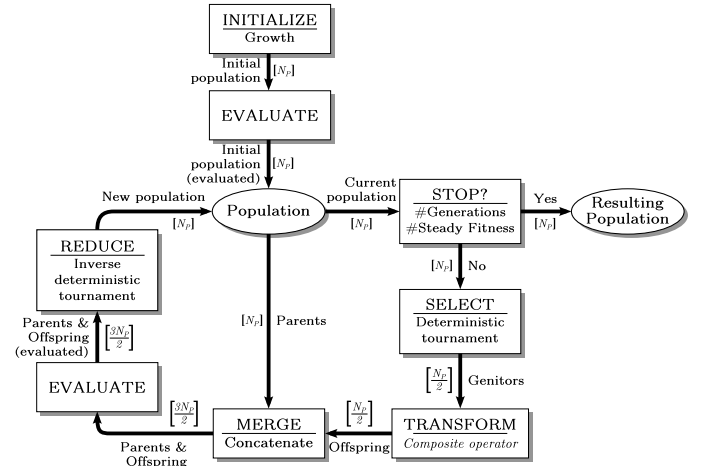 INITIALIZE
Growth
Initial
population
[N_P]
EVALUATE
Initial
population
(evaluated)
[N_P]
New population
[N_P]
Population
Current
population
[N_P]
STOP?
#Generations
#Steady Fitness
Yes
[N_P]
Resulting
Population
REDUCE
Inverse
deterministic
tournament
[N_P]
No
SELECT
Deterministic
tournament
[N_P]
Parents
Parents &
Offspring
(evaluated)
[3N_P/2]
EVALUATE
[N_P/2]
Genitors
[3N_P/2]
MERGE
Concatenate
[N_P/2]
Offspring
TRANSFORM
Composite operator
Parents &
Offspring